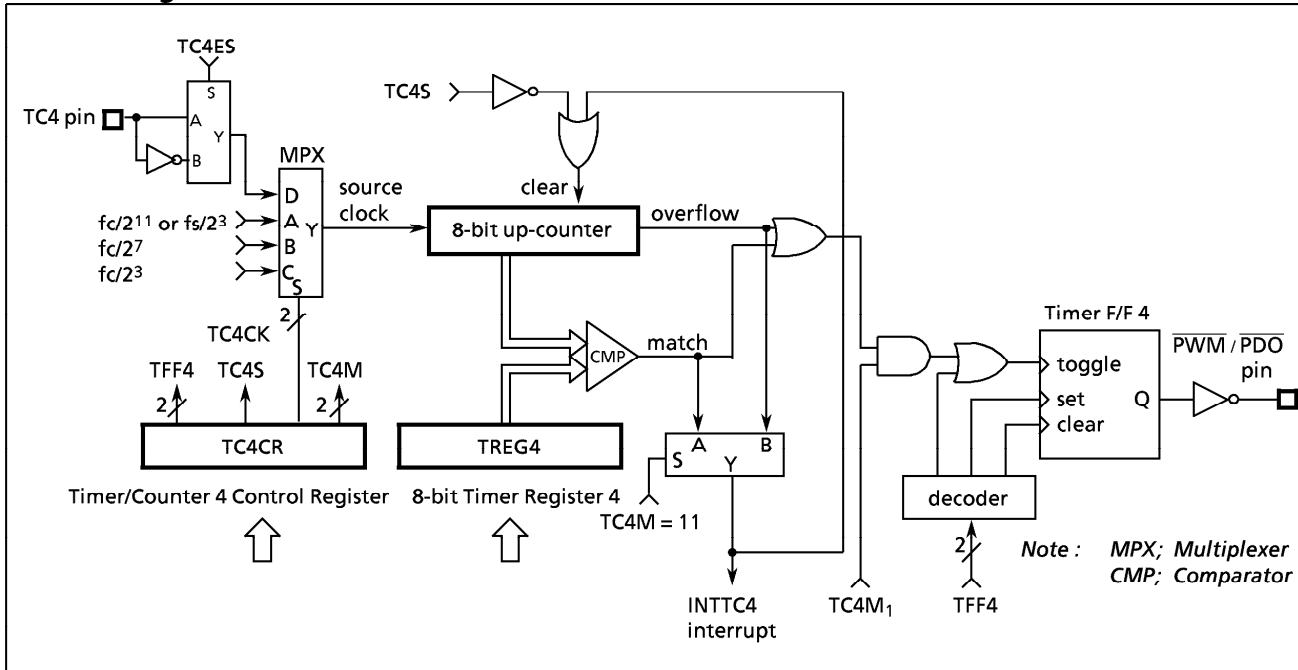 TC4ES
TC4 pin
S
A
Y
B
MPX
D
A
B
C
Y
S
fc/2¹¹ or fs/2³
fc/2⁷
fc/2³
source
clock
TC4S
clear
8-bit up-counter
overflow
CMP
match
2
TC4CK
TFF4
TC4S
TC4M
2
2
TC4CR
Timer/Counter 4 Control Register
TREG4
8-bit Timer Register 4
S
A
Y
B
TC4M = 11
INTTC4
interrupt
TC4M₁
Timer F/F 4
toggle
set
clear
Q
P̅W̅M̅ / P̅D̅O̅
pin
decoder
2
TFF4
Note : MPX; Multiplexer
CMP; Comparator